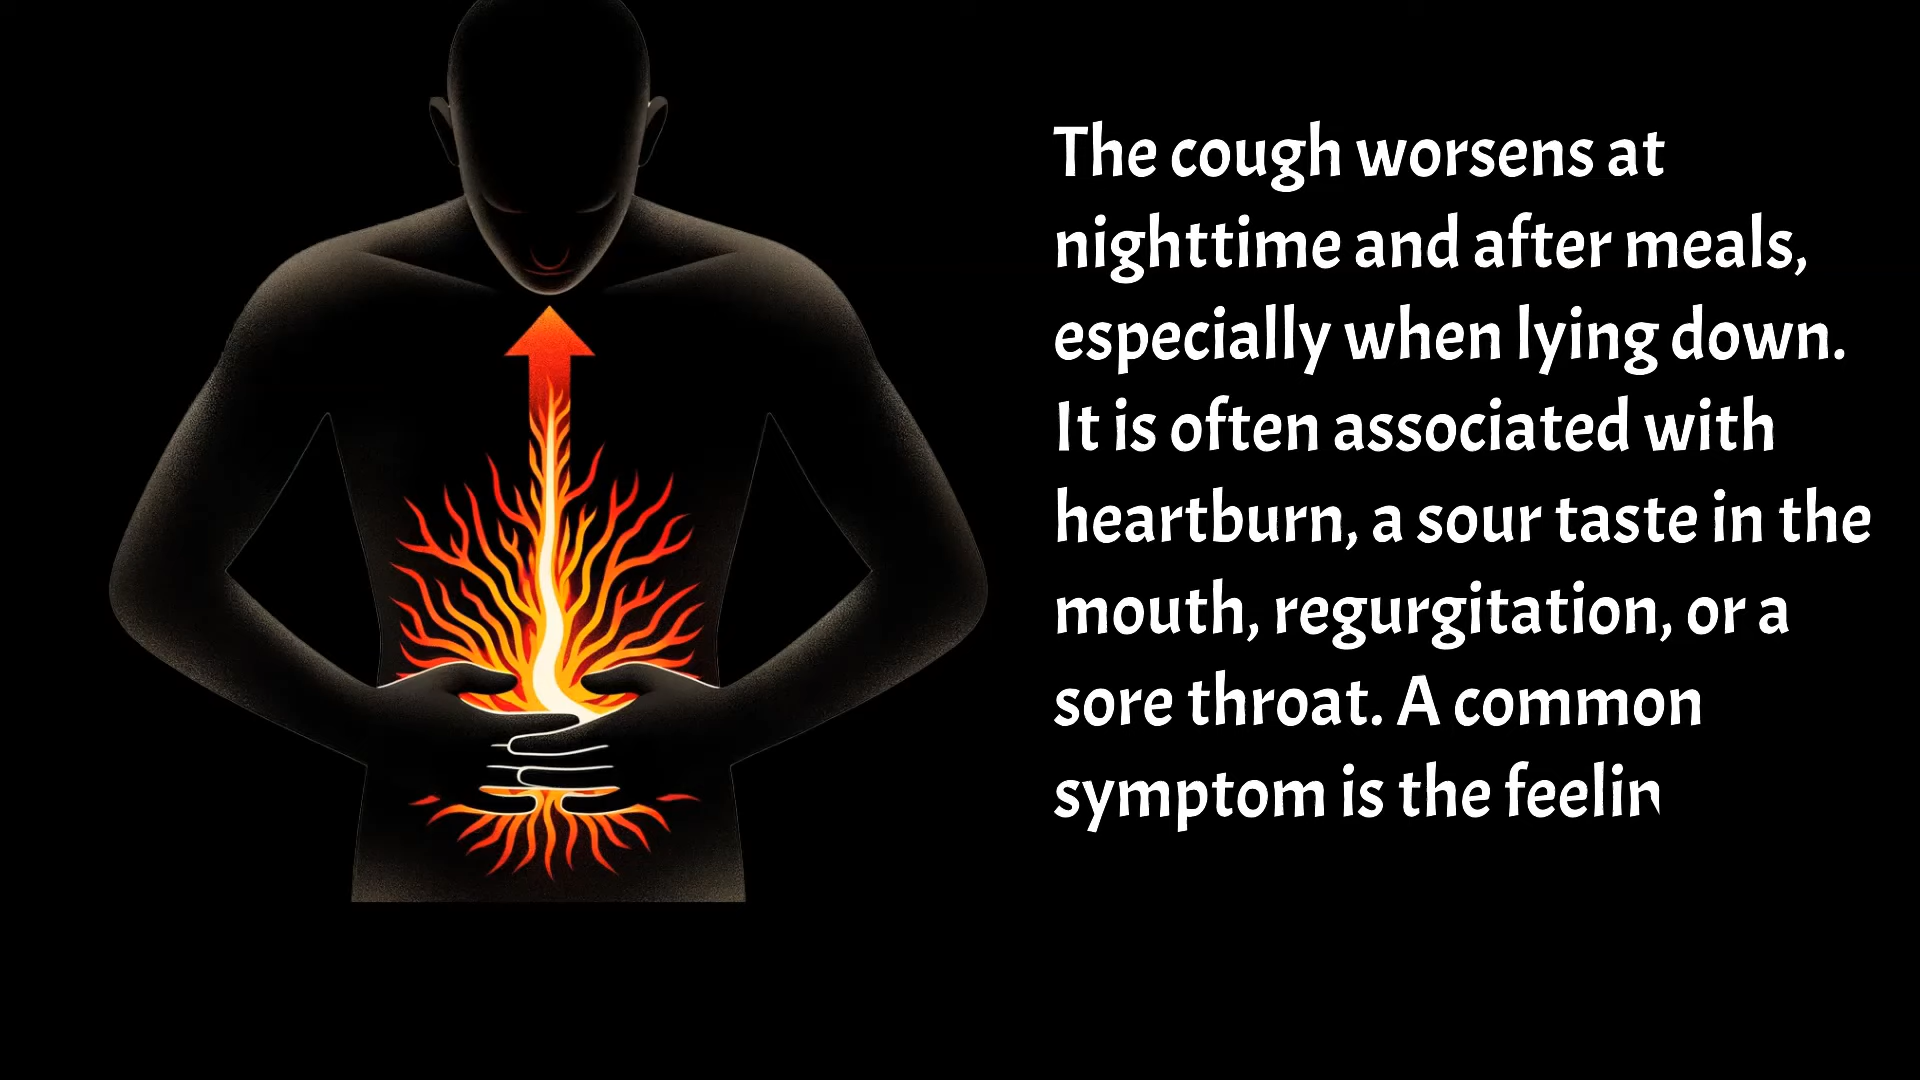 The cough worsens at
nighttime and after meals,
especially when lying down.
It is often associated with
heartburn, a sour taste in the
mouth, regurgitation, or a
sore throat. A common
symptom is the feelin